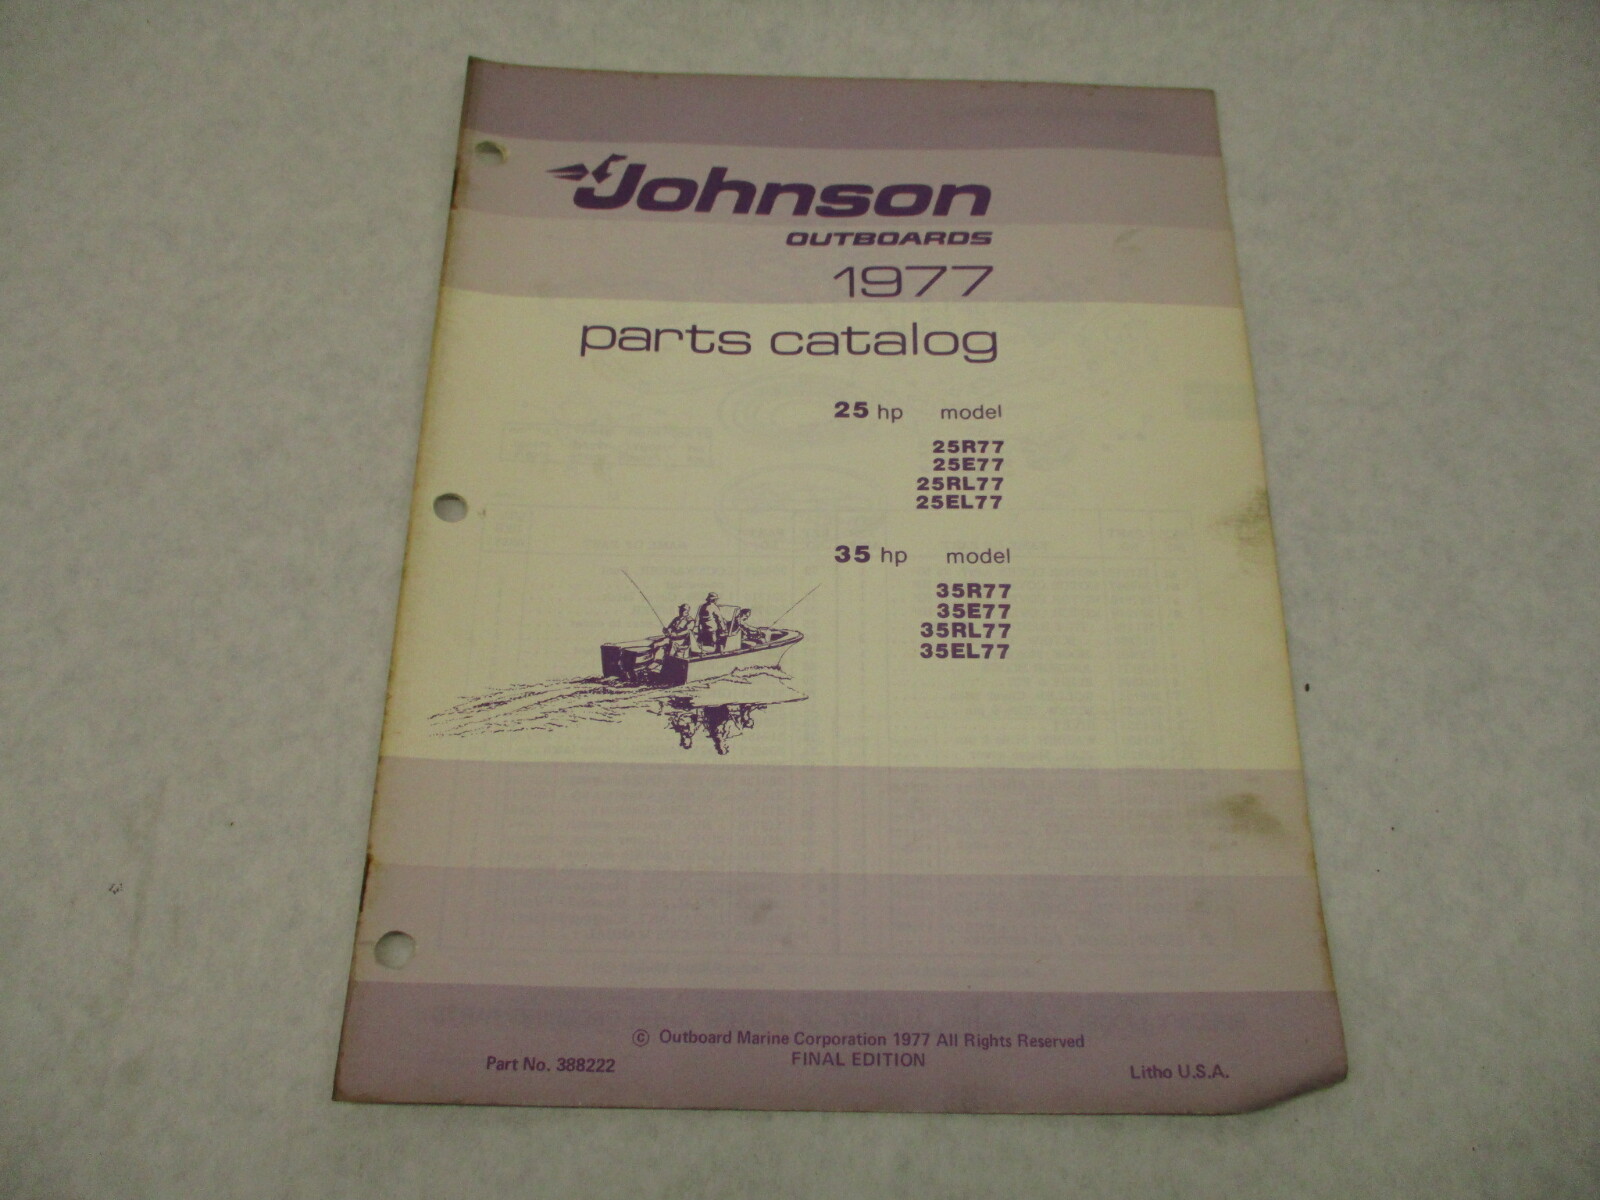 Johnson
OUTBOARDS
1977
parts catalog
25 hp model
25R77
25E77
25RL77
25EL77
35 hp model
35R77
35E77
35RL77
35EL77
© Outboard Marine Corporation 1977 All Rights Reserved
FINAL EDITION
Part No. 388222
Litho U.S.A.